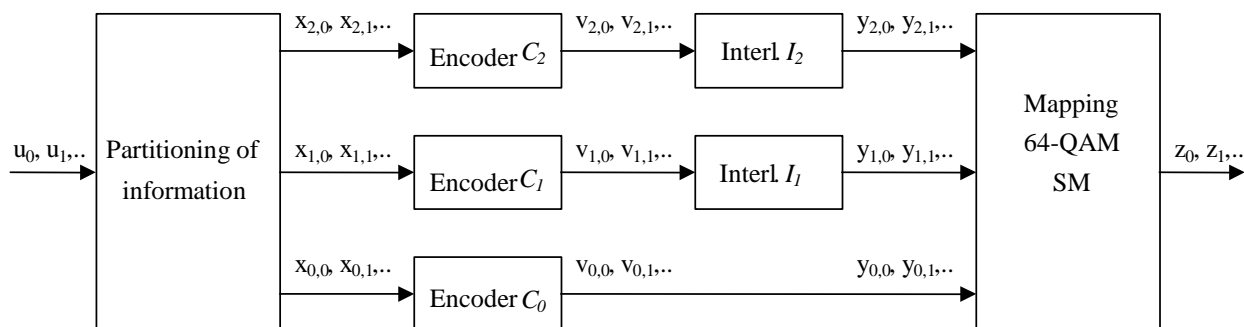 x2,0, x2,1,..
Encoder C2
v2,0, v2,1,..
Interl. I2
y2,0, y2,1,..
u0, u1,..
Partitioning of
information
x1,0, x1,1,..
Encoder C1
v1,0, v1,1,..
Interl. I1
y1,0, y1,1,..
Mapping
64-QAM
SM
z0, z1,..
x0,0, x0,1,..
Encoder C0
v0,0, v0,1,..
y0,0, y0,1,..